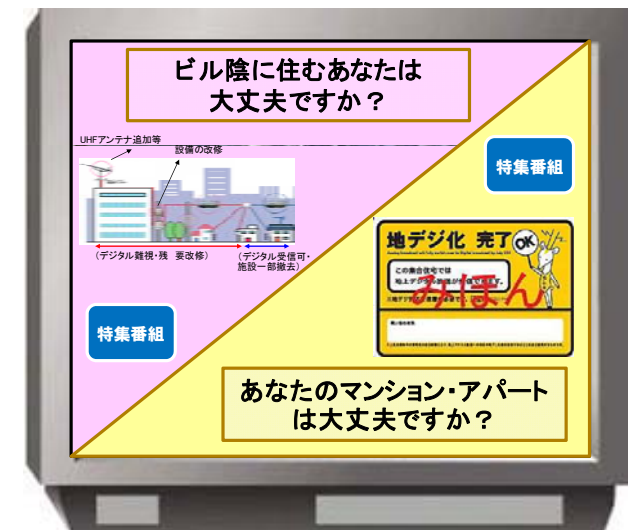 ビル陰に住むあなたは
大丈夫ですか？
UHFアンテナ追加等
設備の改修
（デジタル難視・残　要改修）
（デジタル受信可・
施設一部撤去）
特集番組
特集番組
地デジ化 完了
OK
この集合住宅では
みほん
あなたのマンション・アパート
は大丈夫ですか？